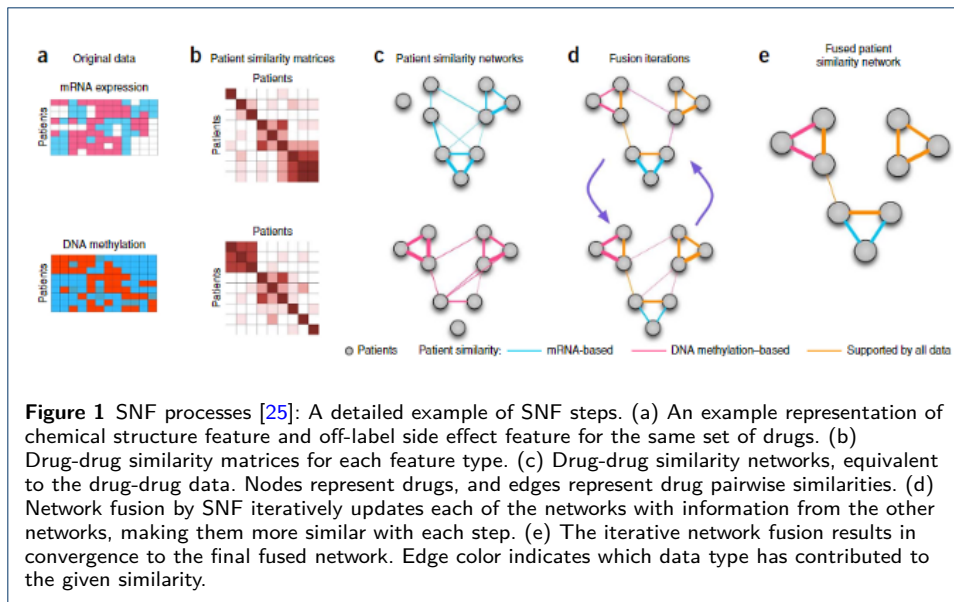 a
Original data
mRNA expression
Patients
DNA methylation
Patients
b
Patient similarity matrices
Patients
Patients
Patients
Patients
c
Patient similarity networks
d
Fusion iterations
e
Fused patient
similarity network
Patients
Patient similarity:
mRNA-based
DNA methylation–based
Supported by all data
Figure 1 SNF processes [25]: A detailed example of SNF steps. (a) An example representation of
chemical structure feature and off-label side effect feature for the same set of drugs. (b)
Drug-drug similarity matrices for each feature type. (c) Drug-drug similarity networks, equivalent
to the drug-drug data. Nodes represent drugs, and edges represent drug pairwise similarities. (d)
Network fusion by SNF iteratively updates each of the networks with information from the other
networks, making them more similar with each step. (e) The iterative network fusion results in
convergence to the final fused network. Edge color indicates which data type has contributed to
the given similarity.